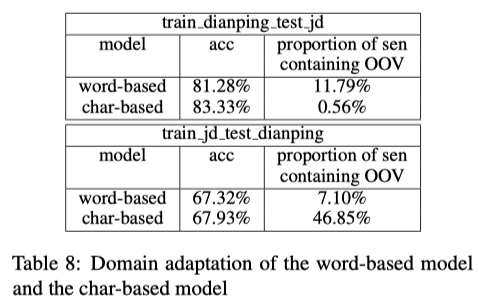 train_dianping_test_jd
model acc proportion of sen
containing OOV
word-based 81.28% 11.79%
char-based 83.33% 0.56%
train_jd_test_dianping
model acc proportion of sen
containing OOV
word-based 67.32% 7.10%
char-based 67.93% 46.85%
Table 8: Domain adaptation of the word-based model
and the char-based model